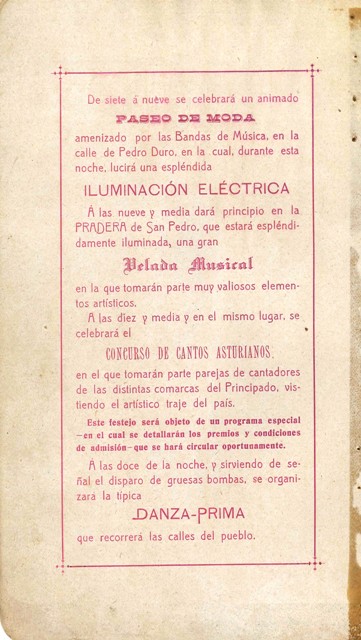 De siete á nueve se celebrará un animado
PASEO DE MODA
amenizado por las Bandas de Música, en la
calle de Pedro Duro, en la cual, durante esta
noche, lucirá una espléndida
ILUMINACIÓN ELÉCTRICA
Á las nueve y media dará principio en la
PRADERA de San Pedro, que estará espléndi-
damente iluminada, una gran
Velada Musical
en la que tomarán parte muy valiosos elemen-
tos artísticos.
A las diez y media y en el mismo lugar, se
celebrará el
CONCURSO DE CANTOS ASTURIANOS,
en el que tomarán parte parejas de cantadores
de las distintas comarcas del Principado, vis-
tiendo el artístico traje del país.
Este festejo será objeto de un programa especial
—en el cual se detallarán los premios y condiciones
de admisión—que se hará circular oportunamente.
Á las doce de la noche, y sirviendo de se-
ñal el disparo de gruesas bombas, se organi-
zará la típica
DANZA-PRIMA
que recorrerá las calles del pueblo.